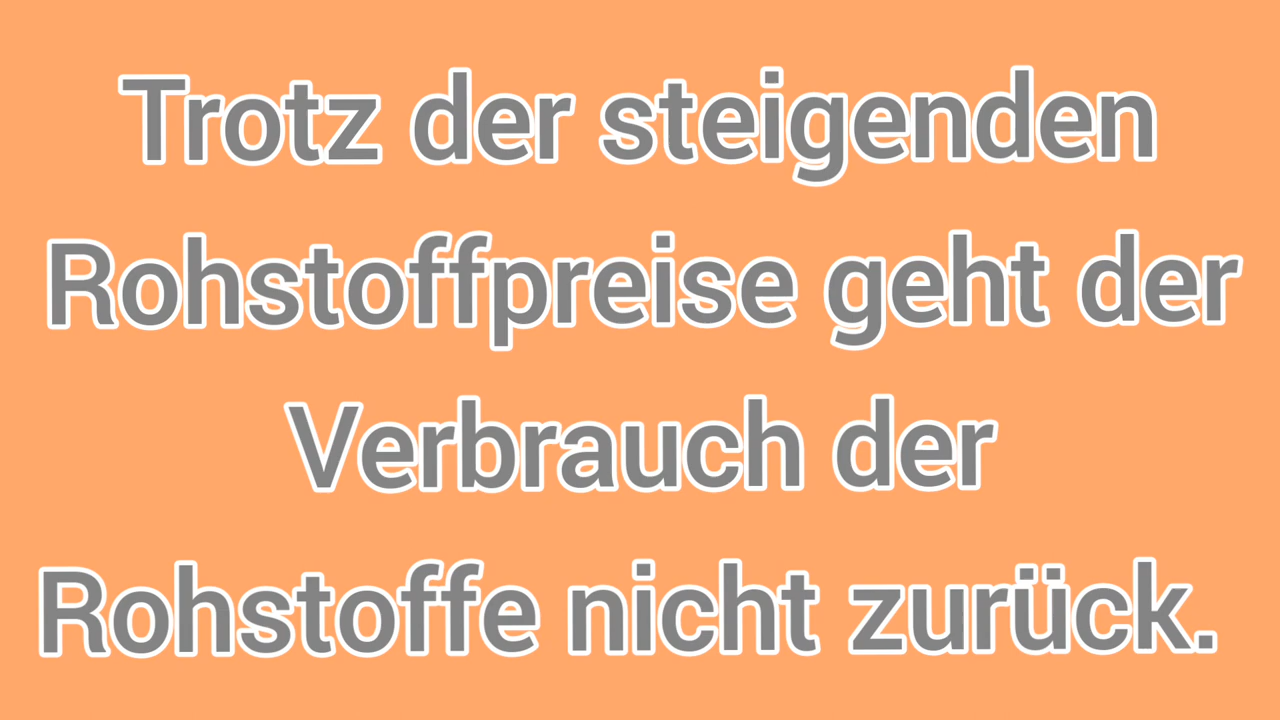 Trotz der steigenden
Rohstoffpreise geht der
Verbrauch der
Rohstoffe nicht zurück.